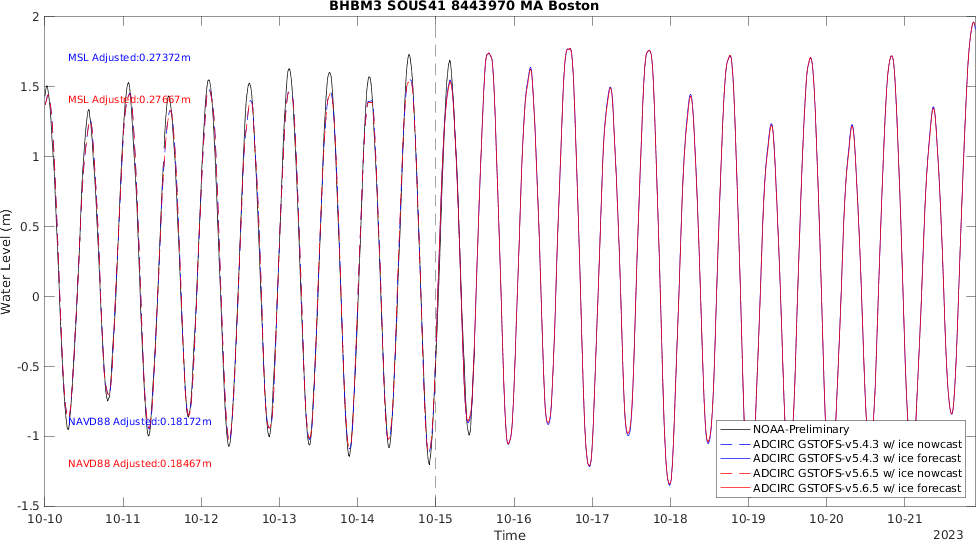 BHBM3 SOUS41 8443970 MA Boston
2
1.5
1
0.5
0
-0.5
-1
-1.5
Water Level (m)
MSL Adjusted:0.27372m
MSL Adjusted:0.27667m
NAVD88 Adjusted:0.18172m
NAVD88 Adjusted:0.18467m
NOAA-Preliminary
ADCIRC GSTOFS-v5.4.3 w/ ice nowcast
ADCIRC GSTOFS-v5.4.3 w/ ice forecast
ADCIRC GSTOFS-v5.6.5 w/ ice nowcast
ADCIRC GSTOFS-v5.6.5 w/ ice forecast
10-10 10-11 10-12 10-13 10-14 10-15 10-16 10-17 10-18 10-19 10-20 10-21
Time
2023